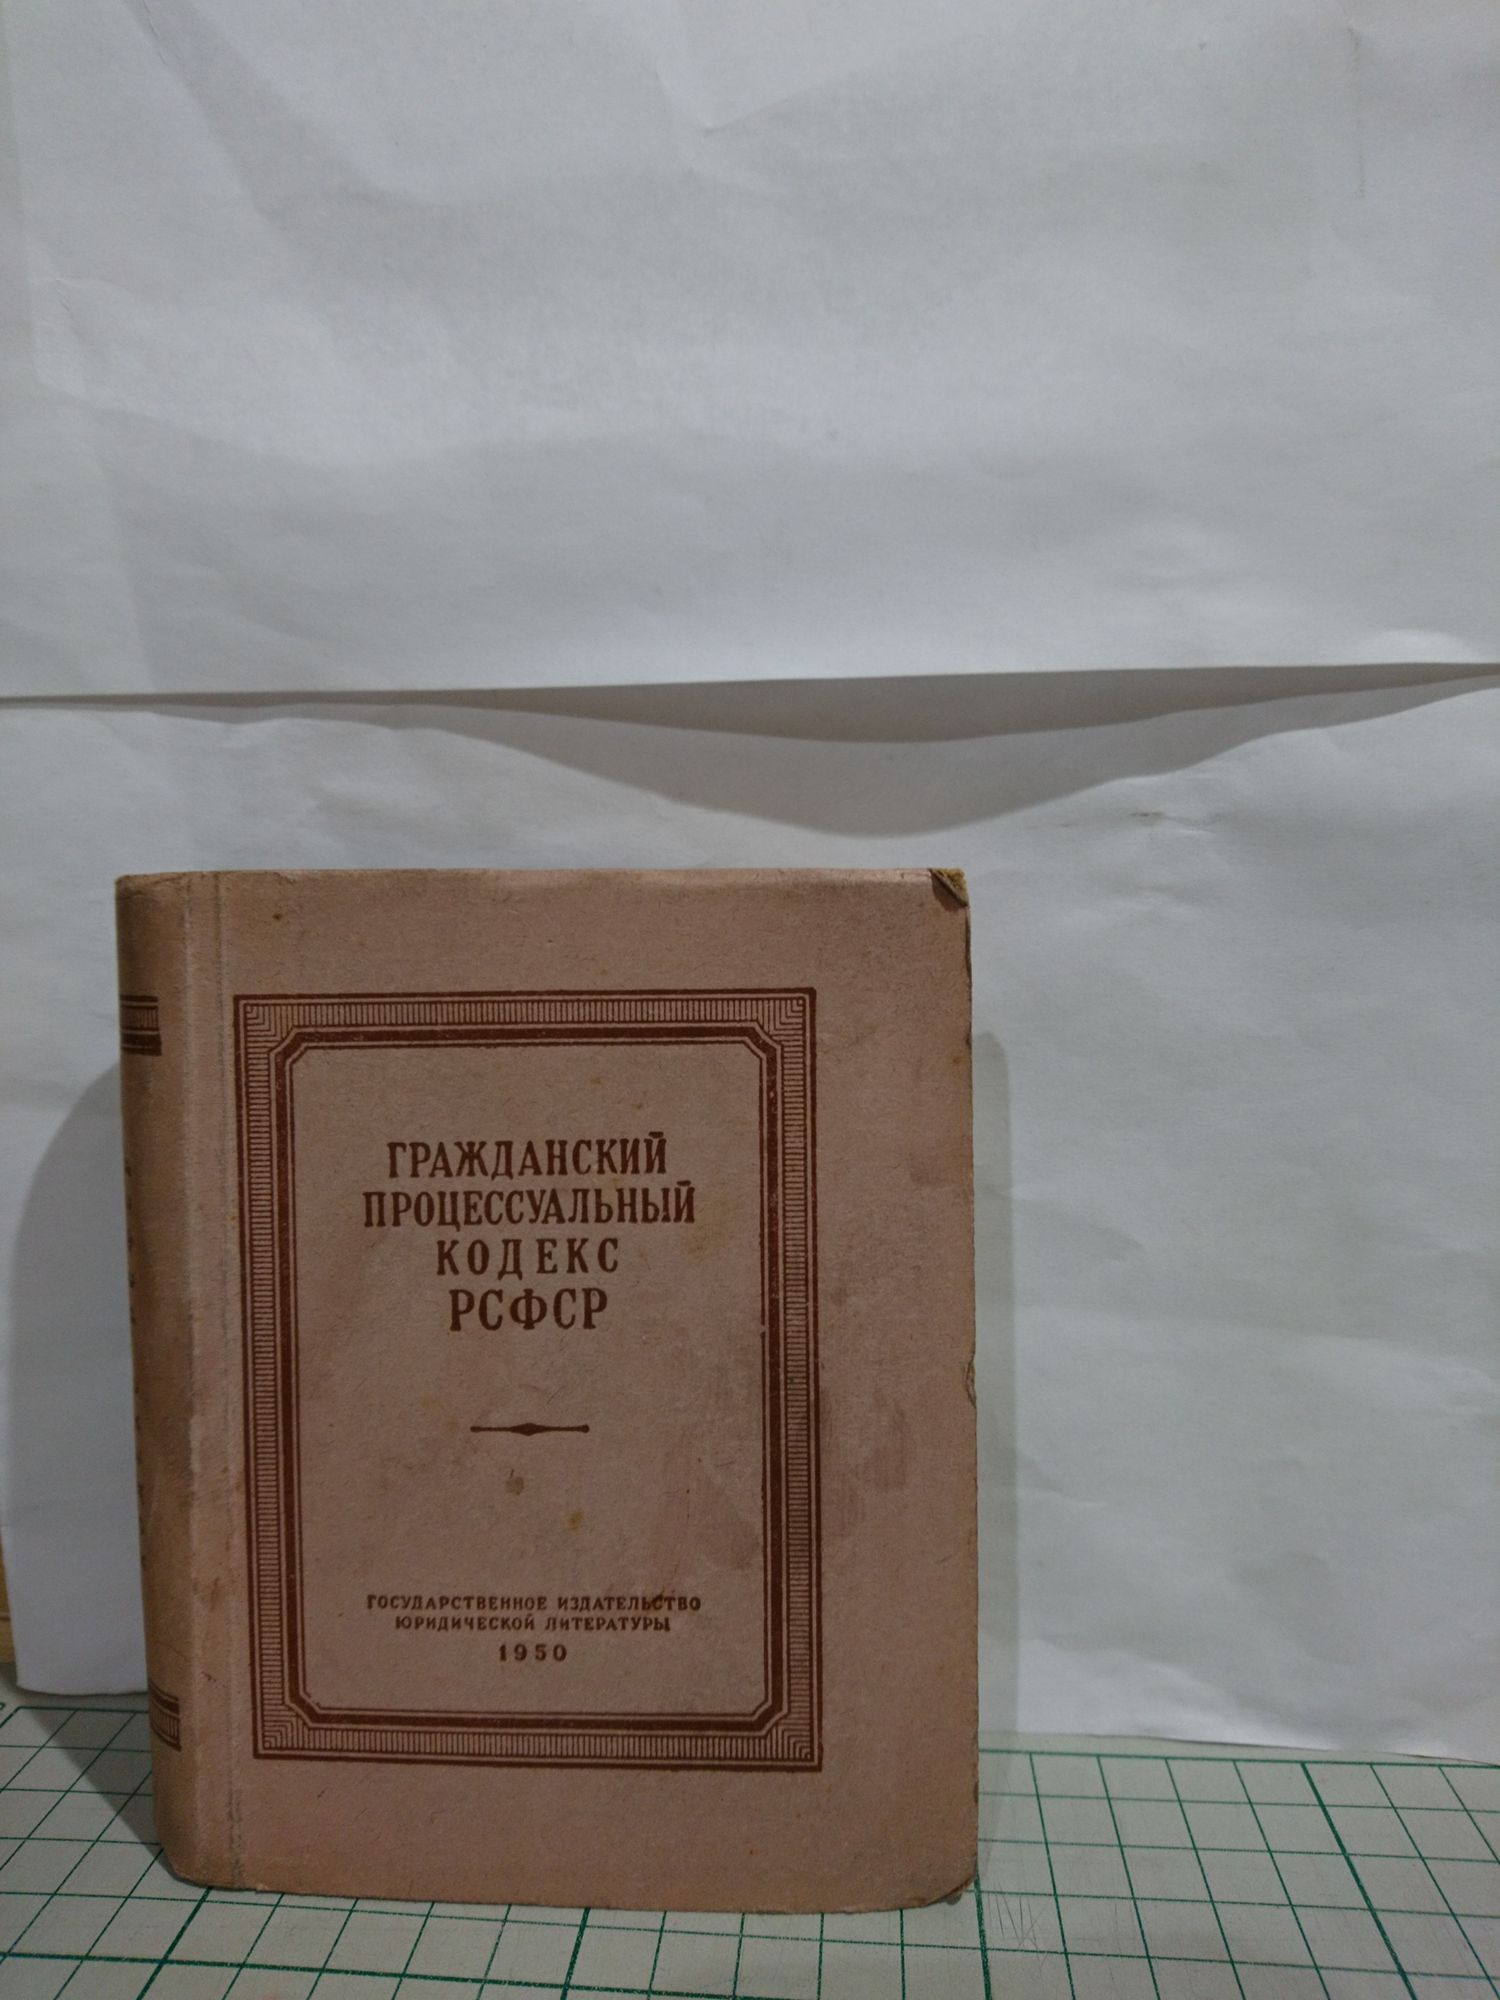 ГРАЖДАНСКИЙ
ПРОЦЕССУАЛЬНЫЙ
КОДЕКС
РСФСР
ГОСУДАРСТВЕННОЕ ИЗДАТЕЛЬСТВО
ЮРИДИЧЕСКОЙ ЛИТЕРАТУРЫ
1950